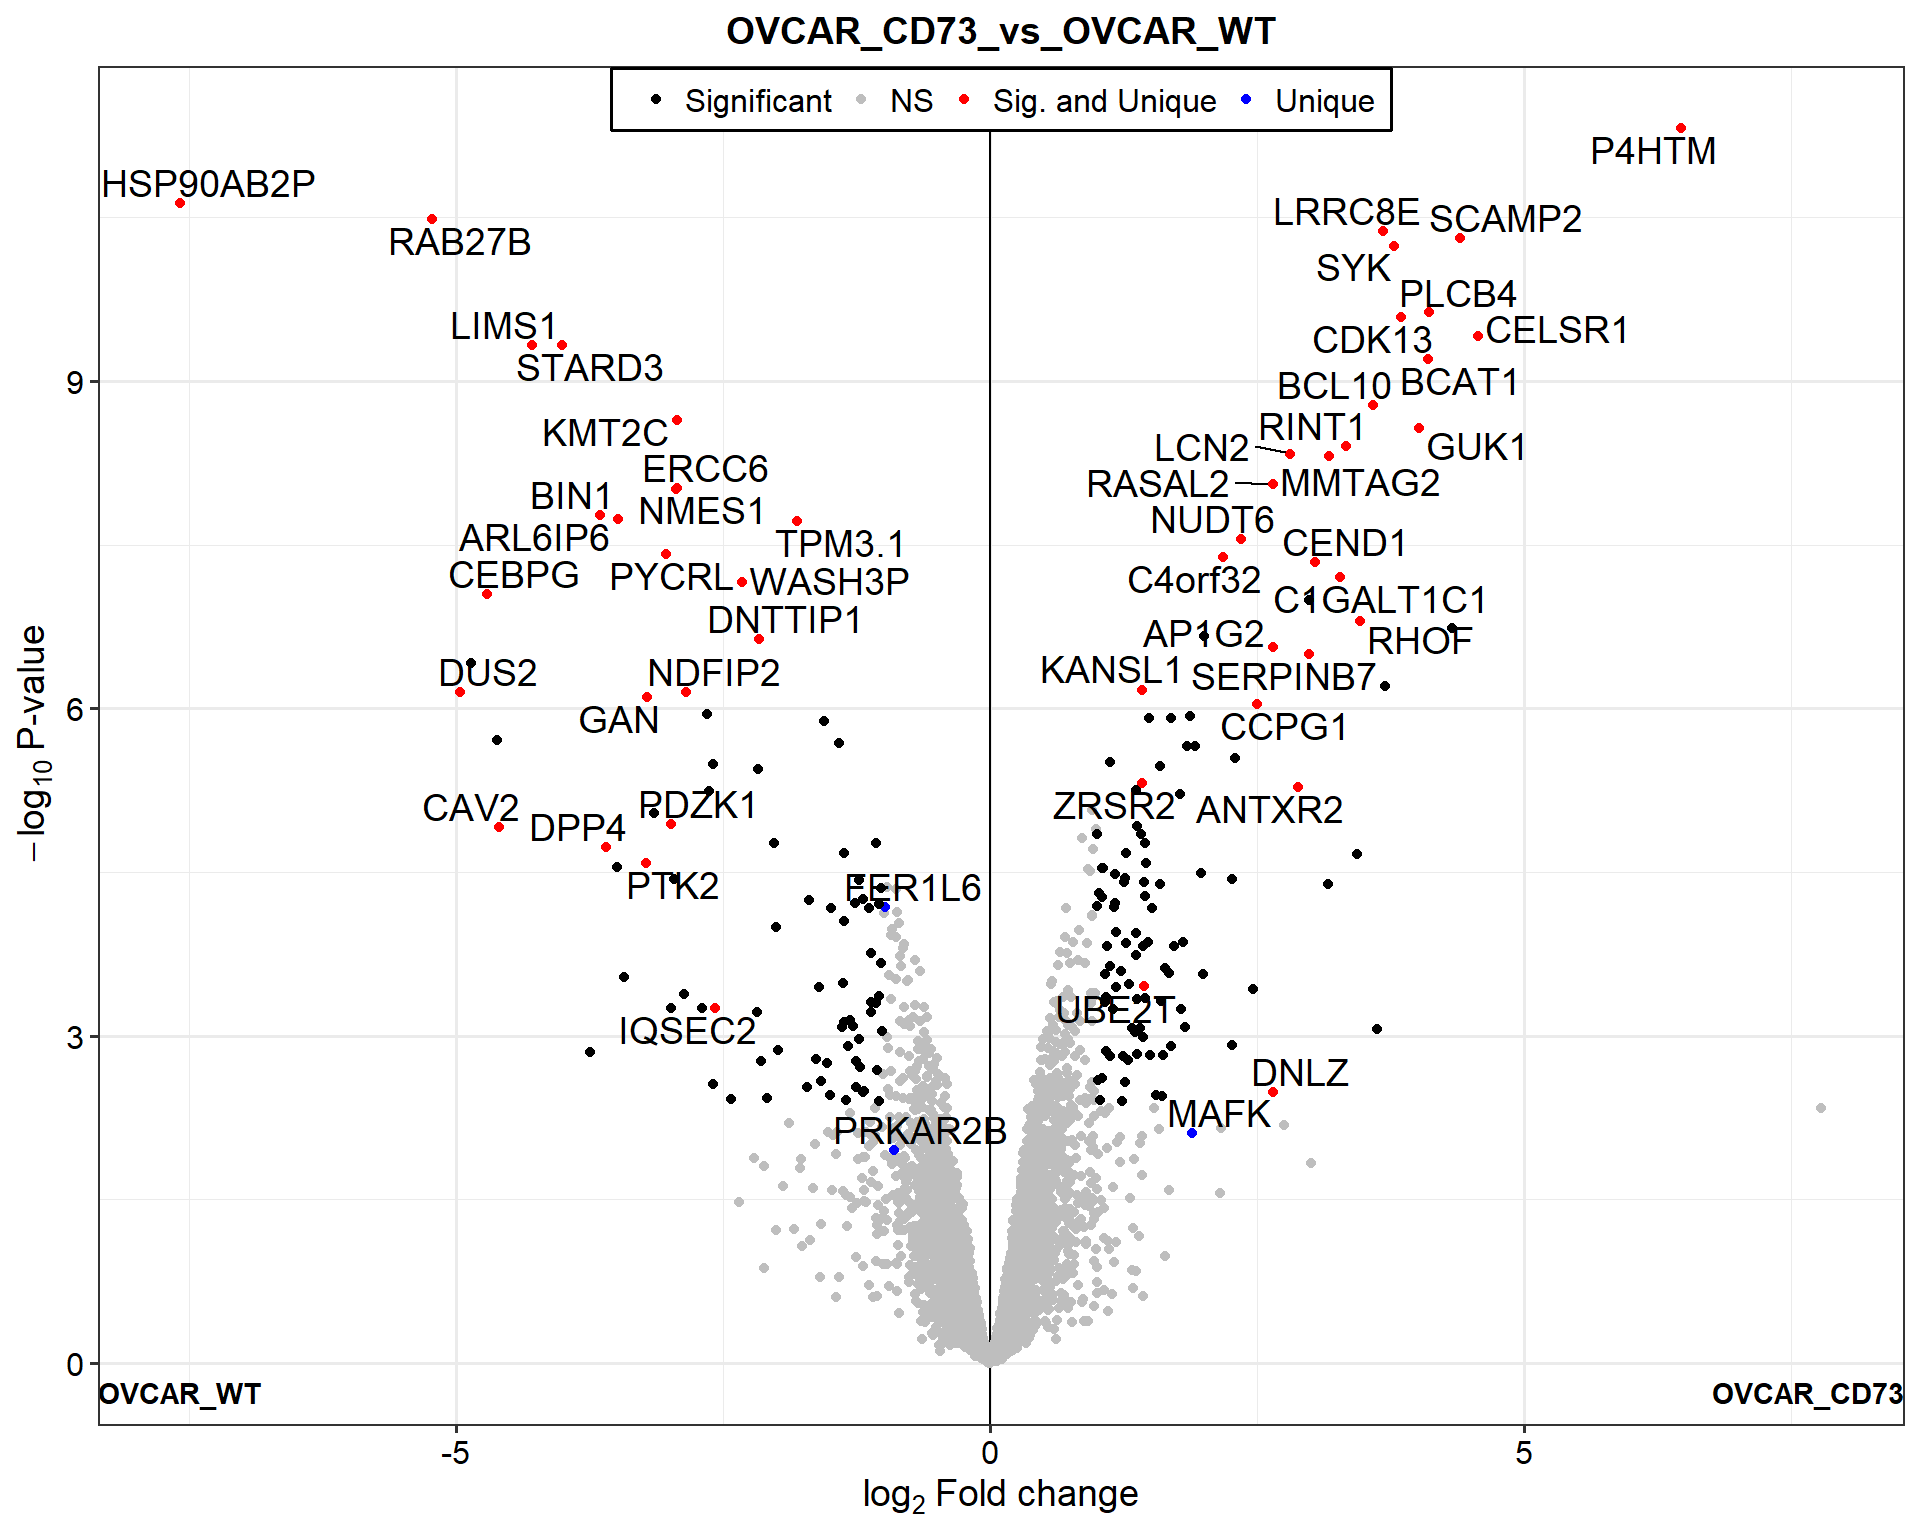 OVCAR_CD73_vs_OVCAR_WT
Significant NS Sig. and Unique Unique
P4HTM
HSP90AB2P
LRRC8E SCAMP2
RAB27B
SYK
PLCB4
LIMS1
CELSR1
CDK13
STARD3
9
BCL10 BCAT1
RINT1
KMT2C
LCN2
GUK1
ERCC6
RASAL2 MMTAG2
BIN1
NMES1
NUDT6
ARL6IP6
TPM3.1
CEND1
CEBPG
PYCRL WASH3P
C4orf32
C1GALT1C1
DNTTIP1
AP1G2
RHOF
DUS2
NDFIP2
KANSL1
SERPINB7
6
GAN
CCPG1
CAV2
PDZK1
ZRSR2
ANTXR2
DPP4
PTK2
FER1L6
UBE2T
IQSEC2
3
DNLZ
MAFK
PRKAR2B
0
OVCAR_WT
OVCAR_CD73
-5
0
5
−log10 P-value
log2 Fold change